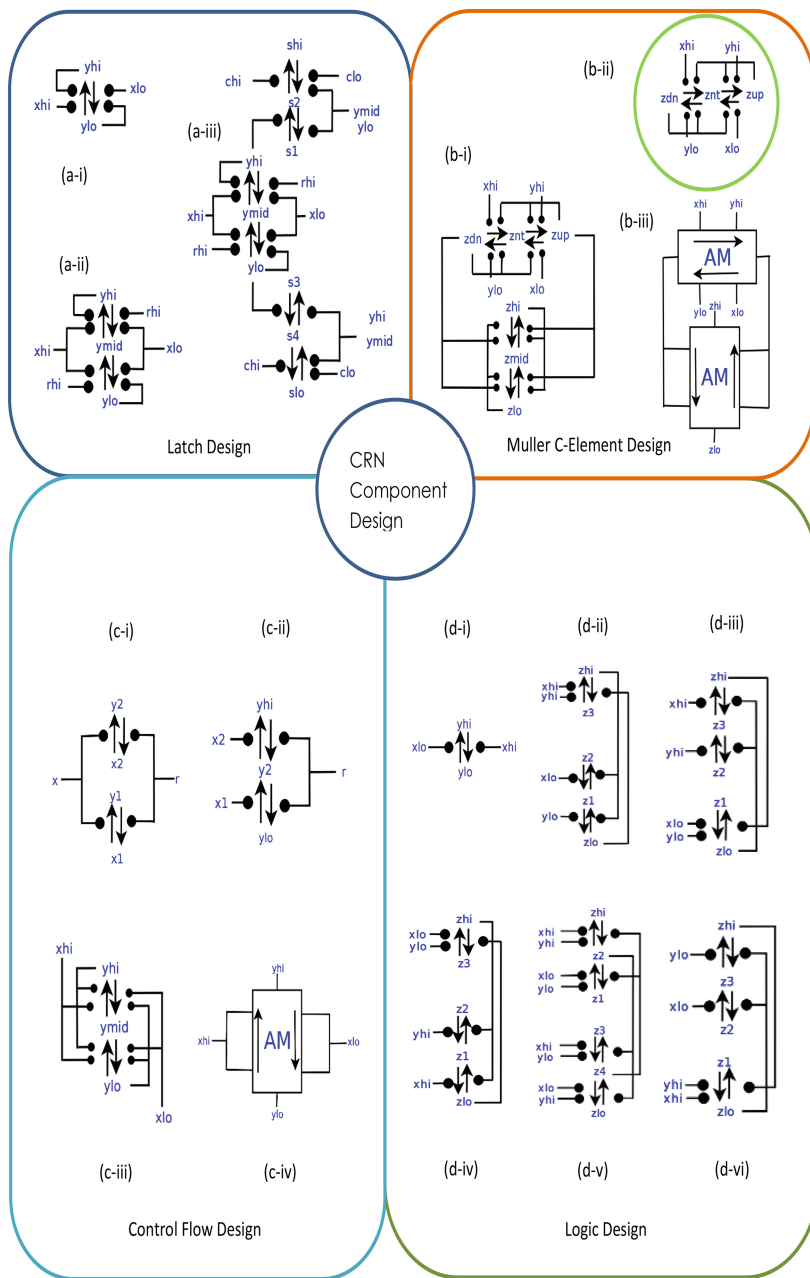 (a-i)
yhi
xlo
xhi
ylo
(a-ii)
yhi
rhi
xhi
ymid
xlo
rhi
ylo
(a-iii)
shi
chi
clo
s2
ymid
ylo
s1
yhi
rhi
xhi
ymid
xlo
rhi
ylo
s3
yhi
s4
ymid
chi
clo
slo
Latch Design
(b-i)
xhi
yhi
zdn
znt
zup
ylo
xlo
zhi
zmid
zlo
(b-ii)
xhi
yhi
zdn
znt
zup
ylo
xlo
(b-iii)
xhi
yhi
AM
ylo
zhi
xlo
AM
zlo
Muller C-Element Design
CRN
Component
Design
(c-i)
y2
x2
x
r
y1
x1
(c-ii)
yhi
x2
y2
r
x1
ylo
xhi
yhi
ymid
ylo
xlo
(c-iii)
yhi
xhi
AM
xlo
ylo
(c-iv)
Control Flow Design
(d-i)
yhi
xlo
xhi
ylo
(d-ii)
zhi
xhi
yhi
z3
z2
xlo
z1
ylo
zlo
(d-iii)
zhi
xhi
z3
yhi
z2
z1
xlo
ylo
zlo
zhi
xlo
ylo
z3
z2
yhi
z1
xhi
zlo
(d-iv)
zhi
xhi
yhi
z2
xlo
ylo
z1
z3
xhi
ylo
z4
xlo
yhi
zlo
(d-v)
zhi
ylo
z3
xlo
z2
z1
yhi
xhi
zlo
(d-vi)
Logic Design